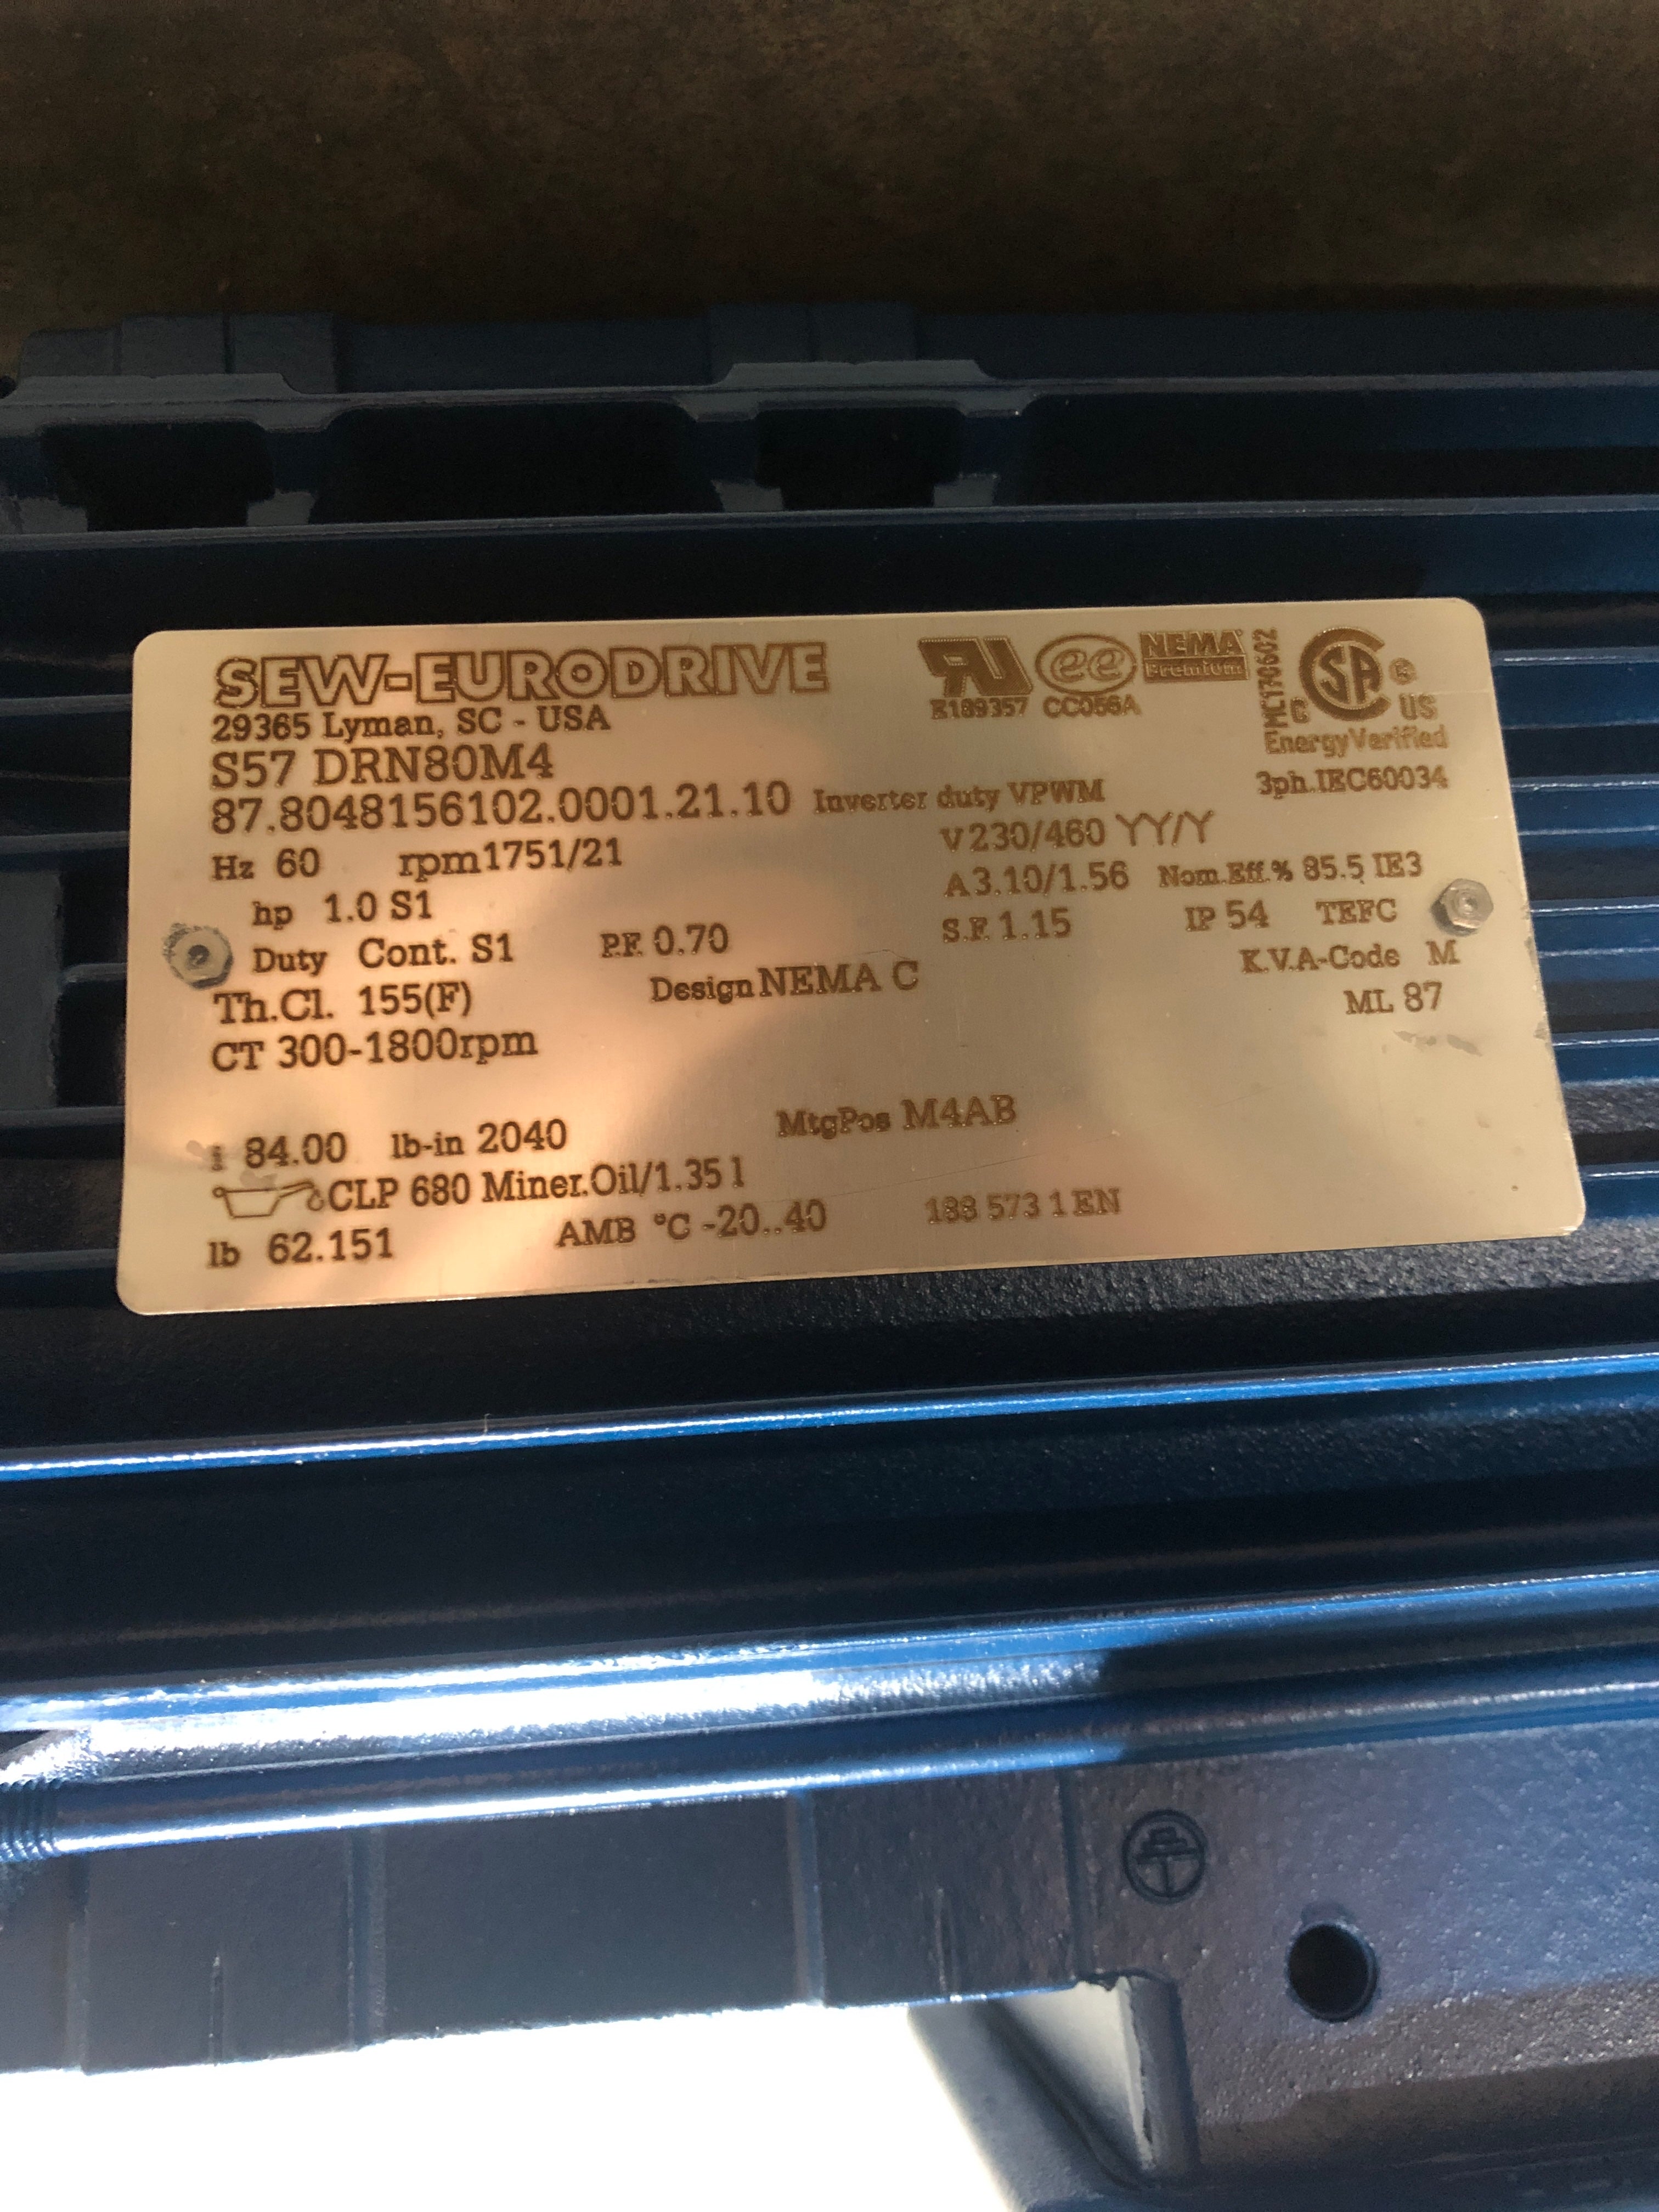 SEW-EURODRIVE
29365 Lyman, SC - USA
E189357 CC056A
NEMA
Premium
EMC170602
C SA US
Energy Verified
S57 DRN80M4
3ph.IEC60034
87.8048156102.0001.21.10 Inverter duty VPWM
Hz 60 rpm 1751/21 V 230/460 YY/Y
hp 1.0 S1 A 3.10/1.56 Nom.Eff.% 85.5 IE3
Duty Cont. S1 P.F. 0.70 S.F. 1.15 IP 54 TEFC
Th.Cl. 155(F) Design NEMA C K.V.A-Code M
CT 300-1800rpm ML 87
i 84.00 lb-in 2040 MtgPos M4AB
CLP 680 Miner.Oil/1.35 l
lb 62.151 AMB °C -20..40 188 573 1 EN